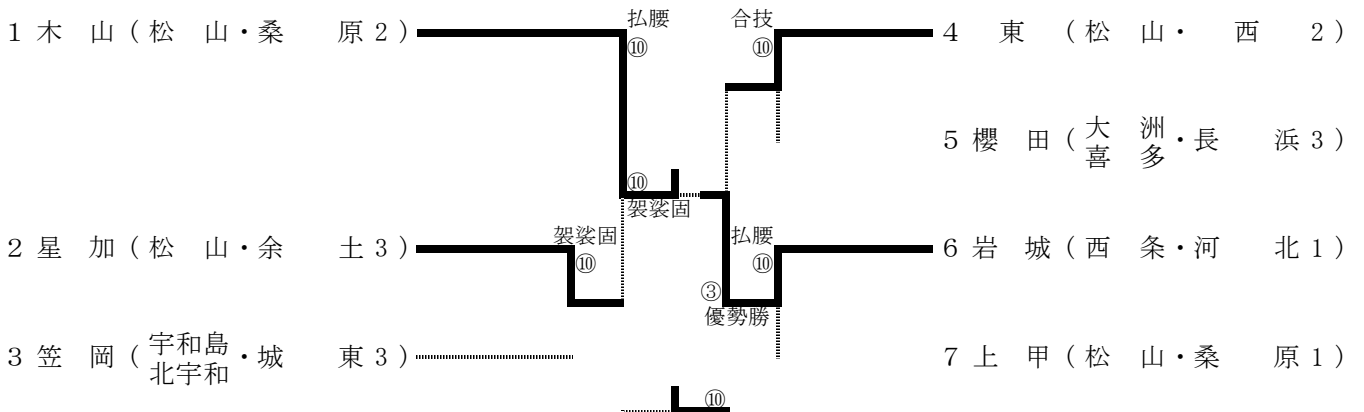 払腰 合技
1 木 山 ( 松 山・桑 原 2 ) ⑩ ⑩ 4 東 ( 松 山・ 西 2 )
5 櫻 田 ( 大 洲 喜 多・長 浜 3 )
⑩
袈裟固
袈裟固 払腰
2 星 加 ( 松 山・余 土 3 ) ⑩ ⑩ 6 岩 城 ( 西 条・河 北 1 )
③
優勢勝
3 笠 岡 ( 宇和島 北宇和・城 東 3 ) 7 上 甲 ( 松 山・桑 原 1 )
⑩